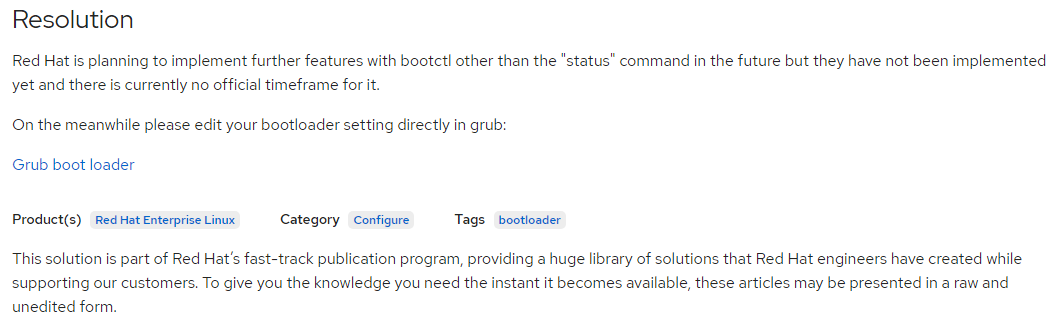 Resolution
Red Hat is planning to implement further features with bootctl other than the "status" command in the future but they have not been implemented
yet and there is currently no official timeframe for it.
On the meanwhile please edit your bootloader setting directly in grub:
Grub boot loader
Product(s) Red Hat Enterprise Linux Category Configure Tags bootloader
This solution is part of Red Hat’s fast-track publication program, providing a huge library of solutions that Red Hat engineers have created while
supporting our customers. To give you the knowledge you need the instant it becomes available, these articles may be presented in a raw and
unedited form.